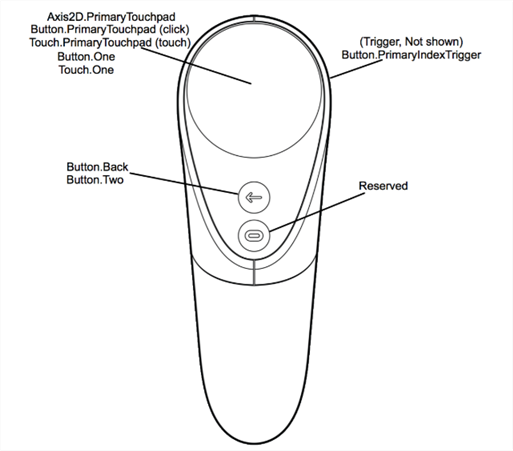 Axis2D.PrimaryTouchpad
Button.PrimaryTouchpad (click)
Touch.PrimaryTouchpad (touch)
Button.One
Touch.One
(Trigger, Not shown)
Button.PrimaryIndexTrigger
Button.Back
Button.Two
Reserved